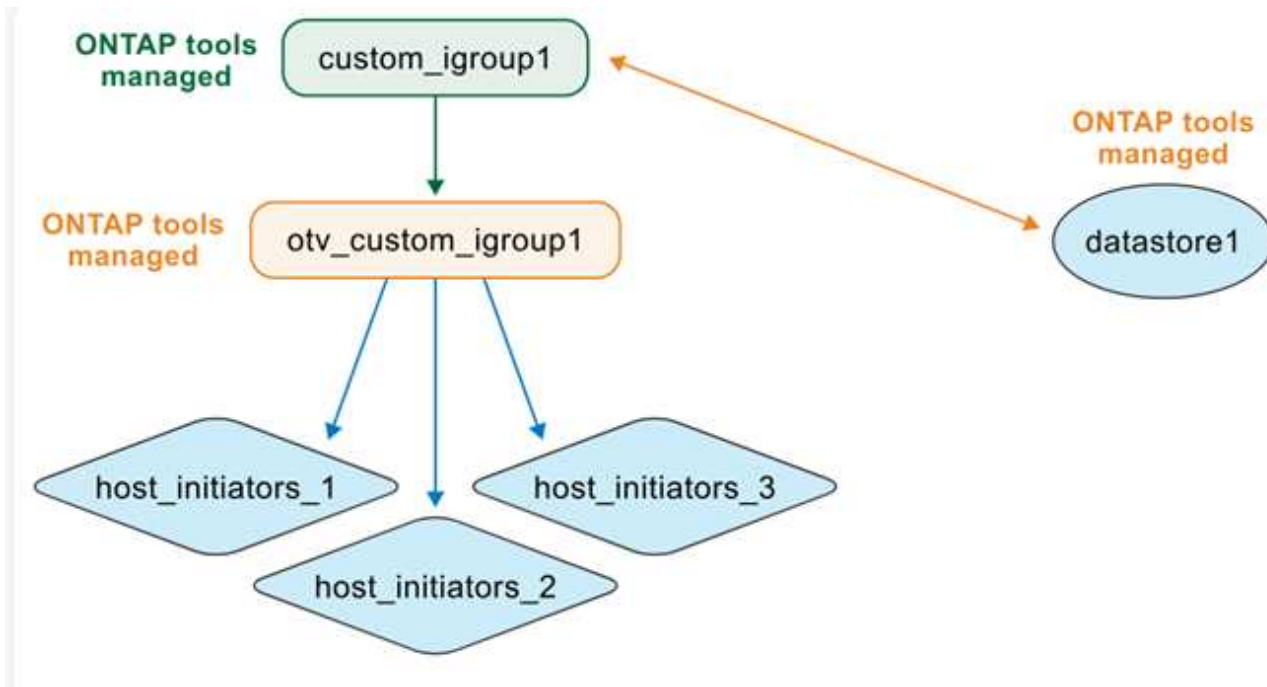 ONTAP tools
managed
custom_igroup1
ONTAP tools
managed
datastore1
ONTAP tools
managed
otv_custom_igroup1
host_initiators_1
host_initiators_3
host_initiators_2